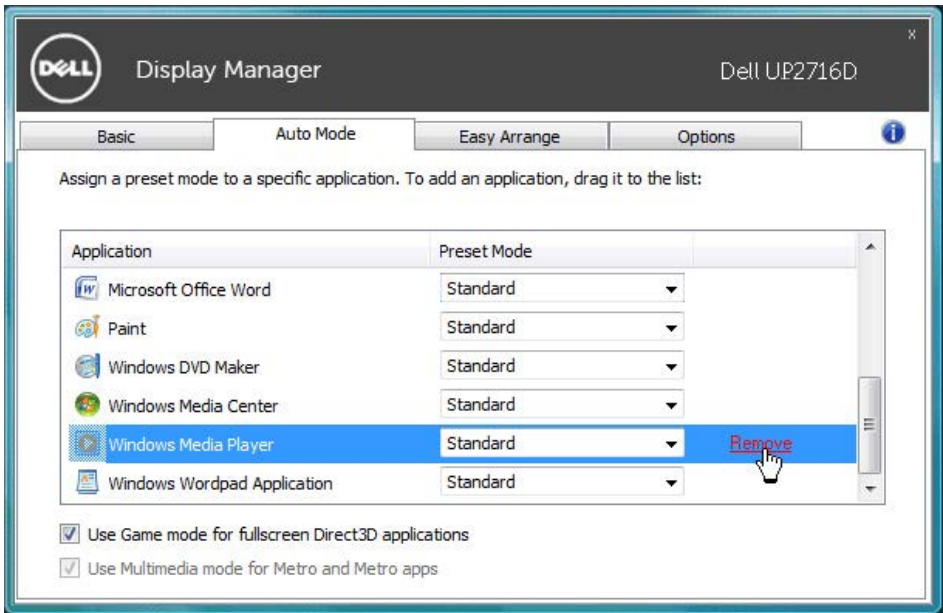 x
DELL
Display Manager
Dell UP2716D
Basic
Auto Mode
Easy Arrange
Options
i
Assign a preset mode to a specific application. To add an application, drag it to the list:
Application
Preset Mode
Microsoft Office Word
Standard
Paint
Standard
Windows DVD Maker
Standard
Windows Media Center
Standard
Windows Media Player
Standard
Remove
Windows Wordpad Application
Standard
Use Game mode for fullscreen Direct3D applications
Use Multimedia mode for Metro and Metro apps